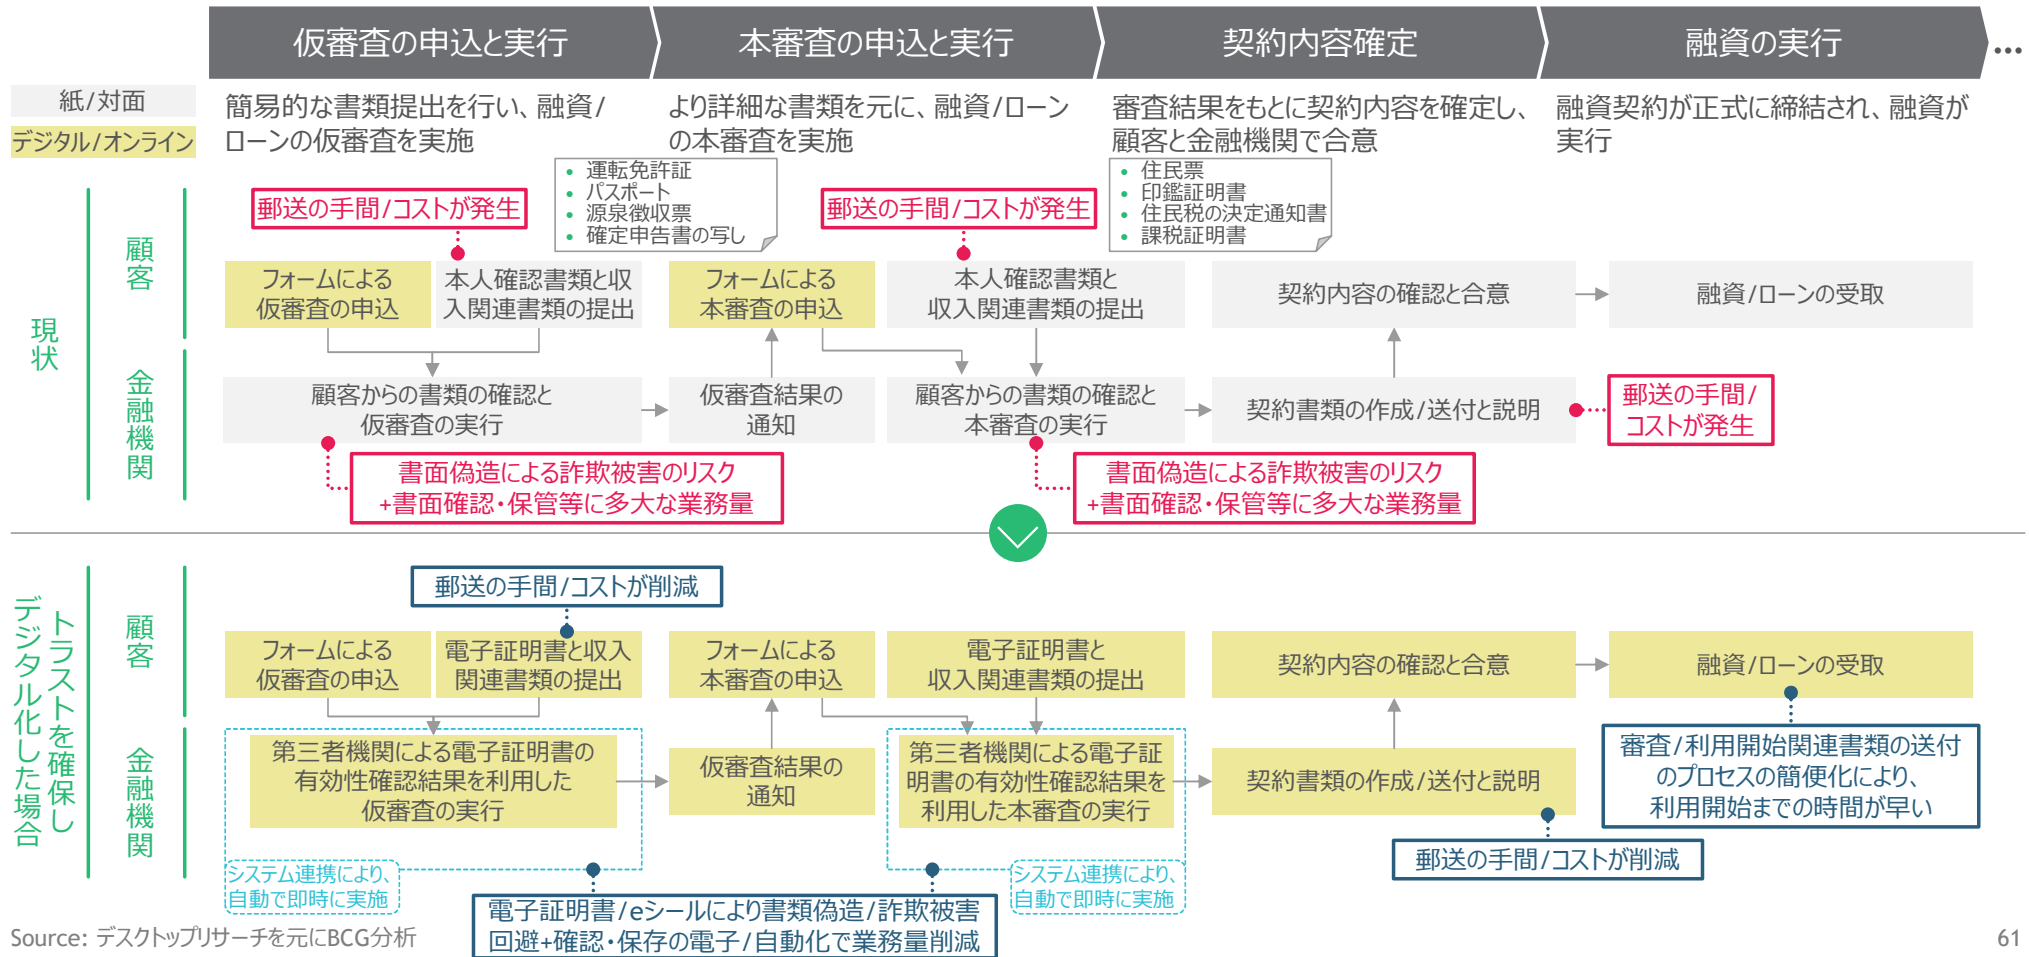 仮審査の申込と実行
本審査の申込と実行
契約内容確定
融資の実行
…
紙/対面
デジタル/オンライン
簡易的な書類提出を行い、融資/
ローンの仮審査を実施
より詳細な書類を元に、融資/ローン
の本審査を実施
審査結果をもとに契約内容を確定し、
顧客と金融機関で合意
融資契約が正式に締結され、融資が
実行
• 運転免許証
• パスポート
• 源泉徴収票
• 確定申告書の写し
• 住民票
• 印鑑証明書
• 住民税の決定通知書
• 課税証明書
郵送の手間/コストが発生
郵送の手間/コストが発生
現状
顧客
フォームによる
仮審査の申込
本人確認書類と収
入関連書類の提出
フォームによる
本審査の申込
本人確認書類と
収入関連書類の提出
契約内容の確認と合意
融資/ローンの受取
金融機関
顧客からの書類の確認と
仮審査の実行
仮審査結果の
通知
顧客からの書類の確認と
本審査の実行
契約書類の作成/送付と説明
郵送の手間/
コストが発生
書面偽造による詐欺被害のリスク
+書面確認・保管等に多大な業務量
書面偽造による詐欺被害のリスク
+書面確認・保管等に多大な業務量
トラストを確保し
デジタル化した場合
郵送の手間/コストが削減
顧客
フォームによる
仮審査の申込
電子証明書と収入
関連書類の提出
フォームによる
本審査の申込
電子証明書と
収入関連書類の提出
契約内容の確認と合意
融資/ローンの受取
金融機関
第三者機関による電子証明書の
有効性確認結果を利用した
仮審査の実行
仮審査結果の
通知
第三者機関による電子証
明書の有効性確認結果を
利用した本審査の実行
契約書類の作成/送付と説明
審査/利用開始関連書類の送付
のプロセスの簡便化により、
利用開始までの時間が早い
郵送の手間/コストが削減
システム連携により、
自動で即時に実施
システム連携により、
自動で即時に実施
電子証明書/eシールにより書類偽造/詐欺被害
回避+確認・保存の電子/自動化で業務量削減
Source: デスクトップリサーチを元にBCG分析
61